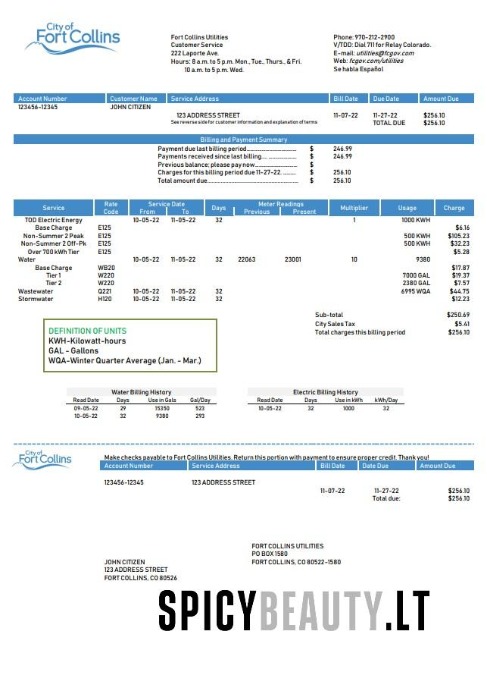 City of
Fort Collins
Fort Collins Utilities
Customer Service
222 Laporte Ave.
Hours: 8 a.m. to 5 p.m. Mon., Tue., Thurs., & Fri.
10 a.m. to 5 p.m. Wed.
Phone: 970-212-2900
V/TDD: Dial 711 for Relay Colorado.
E-mail: utilities@fcgov.com
Web: fcgov.com/utilities
Se habla Español
Account Number Customer Name Service Address Bill Date Due Date Amount Due
123456-12345 JOHN CITIZEN
123 ADDRESS STREET 11-07-22 11-27-22 $256.10
See reverse side for customer information and explanation of terms TOTAL DUE $256.10
Billing and Payment Summary
Payment due last billing period $ 246.99
Payments received since last billing $ 246.99
Previous balance; please pay now $
Charges for this billing period due 11-27-22 $ 256.10
Total amount due $ 256.10
Service Rate Code Service Date From To Days Meter Readings Previous Present Multiplier Usage Charge
TOD Electric Energy 10-05-22 11-05-22 32 1 1000 KWH
Base Charge E125 $6.16
Non-Summer 2 Peak E125 500 KWH $105.23
Non-Summer 2 Off-Pk E125 500 KWH $32.23
Over 700 kWh Tier E125 $5.28
Water 10-05-22 11-05-22 32 22063 23001 10 9380
Base Charge WB20 $17.87
Tier 1 W220 7000 GAL $19.37
Tier 2 W220 2380 GAL $7.57
Wastewater Q221 10-05-22 11-05-22 32 6995 WQA $44.75
Stormwater H120 10-05-22 11-05-22 32 $12.23
Sub-total $250.69
City Sales Tax $5.41
Total charges this billing period $256.10
DEFINITION OF UNITS
KWH-Kilowatt-hours
GAL - Gallons
WQA-Winter Quarter Average (Jan. - Mar.)
Water Billing History
Read Date Days Use in Gals Gal/Day
09-05-22 29 15350 523
10-05-22 32 9380 293
Electric Billing History
Read Date Days Use in kWh kWh/Day
10-05-22 32 1000 32
City of
Fort Collins
Make checks payable to Fort Collins Utilities. Return this portion with payment to ensure proper credit. Thank you!
Account Number Service Address Bill Date Date Due Amount Due
123456-12345 123 ADDRESS STREET
11-07-22 11-27-22 $256.10
Total due: $256.10
FORT COLLINS UTILITIES
PO BOX 1580
FORT COLLINS, CO 80522-1580
JOHN CITIZEN
123 ADDRESS STREET
FORT COLLINS, CO 80526
SPICYBEAUTY.LT